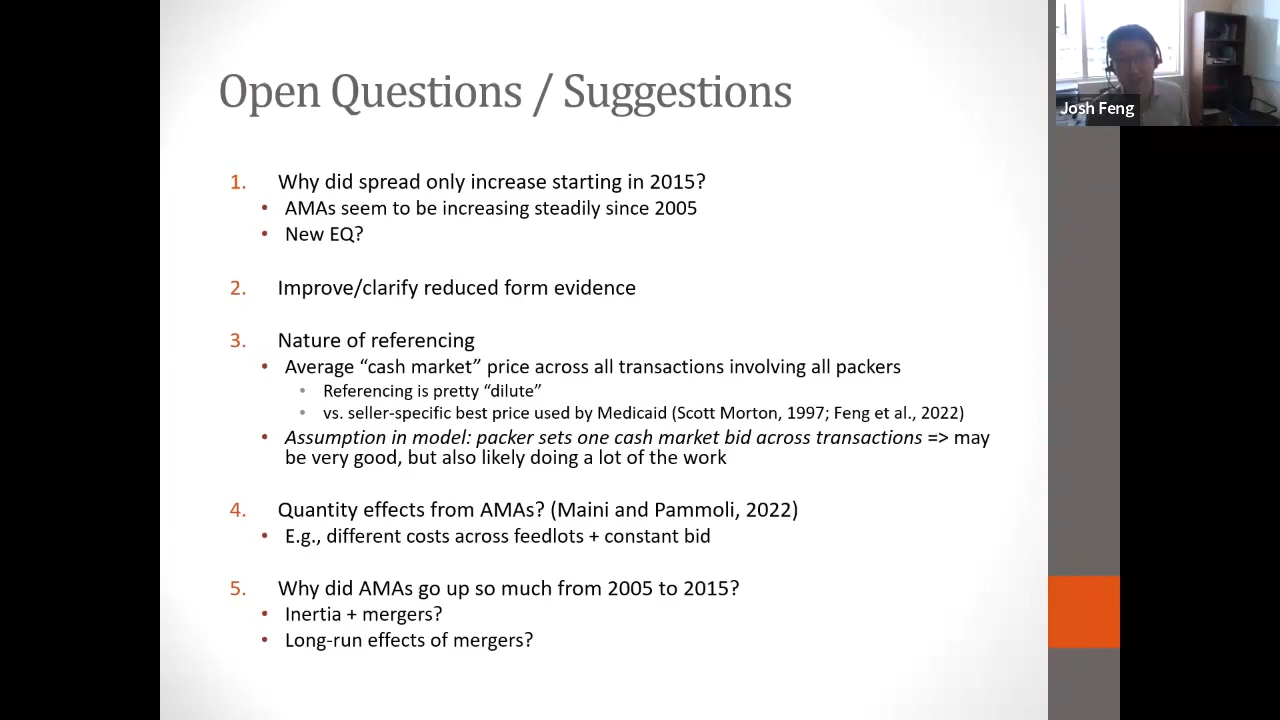 Open Questions / Suggestions
Josh Feng
1. Why did spread only increase starting in 2015?
• AMAs seem to be increasing steadily since 2005
• New EQ?
2. Improve/clarify reduced form evidence
3. Nature of referencing
• Average “cash market” price across all transactions involving all packers
• Referencing is pretty “dilute”
• vs. seller-specific best price used by Medicaid (Scott Morton, 1997; Feng et al., 2022)
• Assumption in model: packer sets one cash market bid across transactions => may
be very good, but also likely doing a lot of the work
4. Quantity effects from AMAs? (Maini and Pammoli, 2022)
• E.g., different costs across feedlots + constant bid
5. Why did AMAs go up so much from 2005 to 2015?
• Inertia + mergers?
• Long-run effects of mergers?